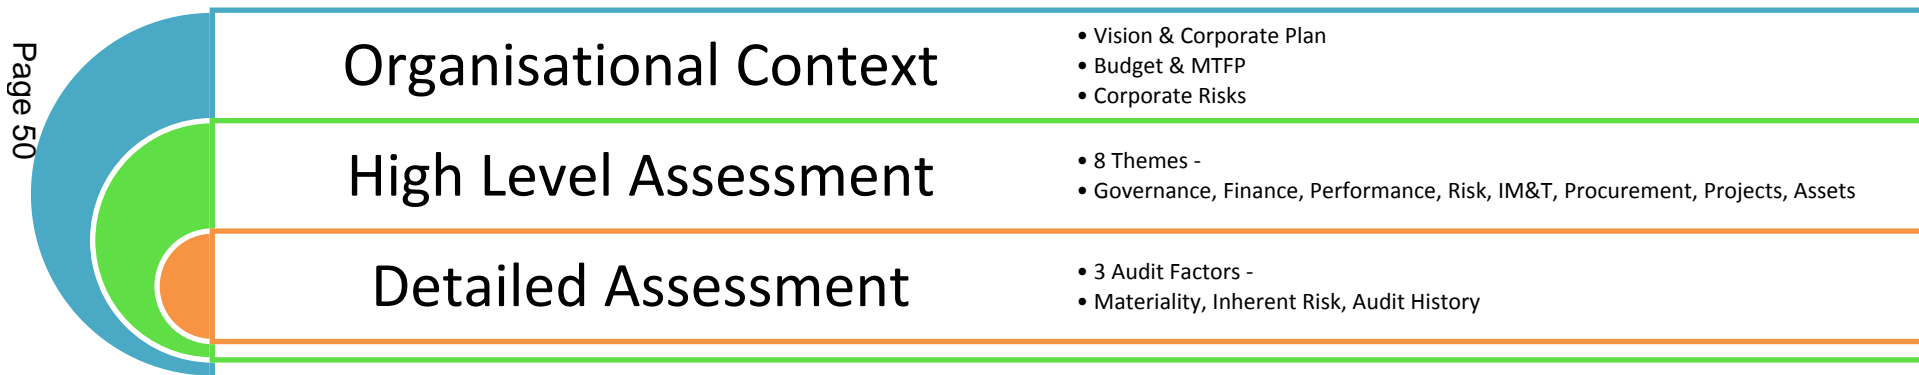 Page 50
Organisational Context
• Vision & Corporate Plan
• Budget & MTFP
• Corporate Risks
High Level Assessment
• 8 Themes -
• Governance, Finance, Performance, Risk, IM&T, Procurement, Projects, Assets
Detailed Assessment
• 3 Audit Factors -
• Materiality, Inherent Risk, Audit History